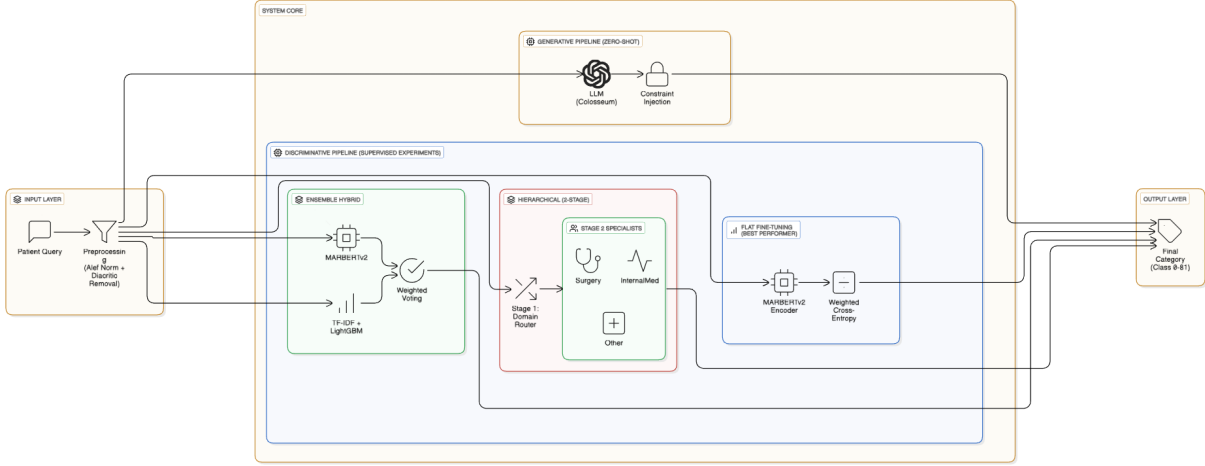 SYSTEM CORE
GENERATIVE PIPELINE (ZERO-SHOT)
LLM
(Colosseum)
Constraint
Injection
DISCRIMINATIVE PIPELINE (SUPERVISED EXPERIMENTS)
INPUT LAYER
Patient Query
Preprocessin
g
(Alef Norm +
Diacritic
Removal)
ENSEMBLE HYBRID
MARBERTv2
TF-IDF +
LightGBM
Weighted
Voting
HIERARCHICAL (2-STAGE)
Stage 1:
Domain
Router
STAGE 2 SPECIALISTS
Surgery
InternalMed
Other
FLAT FINE-TUNING
(BEST PERFORMER)
MARBERTv2
Encoder
Weighted
Cross-
Entropy
OUTPUT LAYER
Final
Category
(Class 0-81)